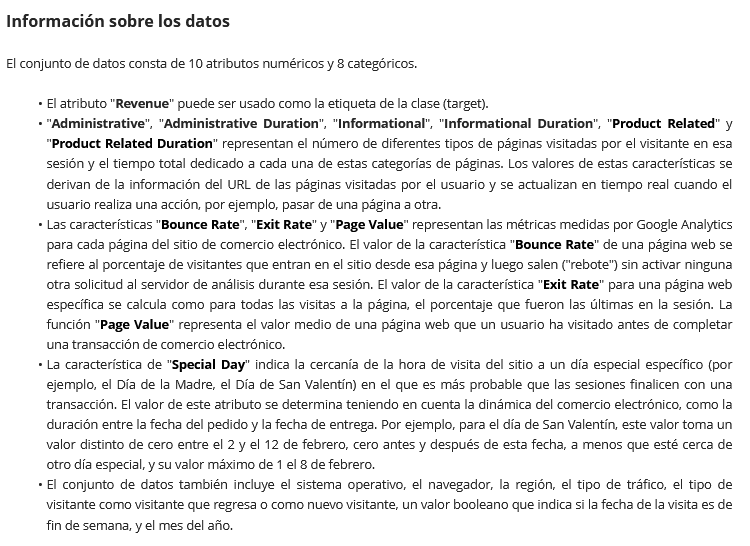 Información sobre los datos
El conjunto de datos consta de 10 atributos numéricos y 8 categóricos.
• El atributo "Revenue" puede ser usado como la etiqueta de la clase (target).
• "Administrative", "Administrative Duration", "Informational", "Informational Duration", "Product Related" y
"Product Related Duration" representan el número de diferentes tipos de páginas visitadas por el visitante en esa
sesión y el tiempo total dedicado a cada una de estas categorías de páginas. Los valores de estas características se
derivan de la información del URL de las páginas visitadas por el usuario y se actualizan en tiempo real cuando el
usuario realiza una acción, por ejemplo, pasar de una página a otra.
• Las características "Bounce Rate", "Exit Rate" y "Page Value" representan las métricas medidas por Google Analytics
para cada página del sitio de comercio electrónico. El valor de la característica "Bounce Rate" de una página web se
refiere al porcentaje de visitantes que entran en el sitio desde esa página y luego salen ("rebote") sin activar ninguna
otra solicitud al servidor de análisis durante esa sesión. El valor de la característica "Exit Rate" para una página web
específica se calcula como para todas las visitas a la página, el porcentaje que fueron las últimas en la sesión. La
función "Page Value" representa el valor medio de una página web que un usuario ha visitado antes de completar
una transacción de comercio electrónico.
• La característica de "Special Day" indica la cercanía de la hora de visita del sitio a un día especial específico (por
ejemplo, el Día de la Madre, el Día de San Valentín) en el que es más probable que las sesiones finalicen con una
transacción. El valor de este atributo se determina teniendo en cuenta la dinámica del comercio electrónico, como la
duración entre la fecha del pedido y la fecha de entrega. Por ejemplo, para el día de San Valentín, este valor toma un
valor distinto de cero entre el 2 y el 12 de febrero, cero antes y después de esta fecha, a menos que esté cerca de
otro día especial, y su valor máximo de 1 el 8 de febrero.
• El conjunto de datos también incluye el sistema operativo, el navegador, la región, el tipo de tráfico, el tipo de
visitante como visitante que regresa o como nuevo visitante, un valor booleano que indica si la fecha de la visita es de
fin de semana, y el mes del año.